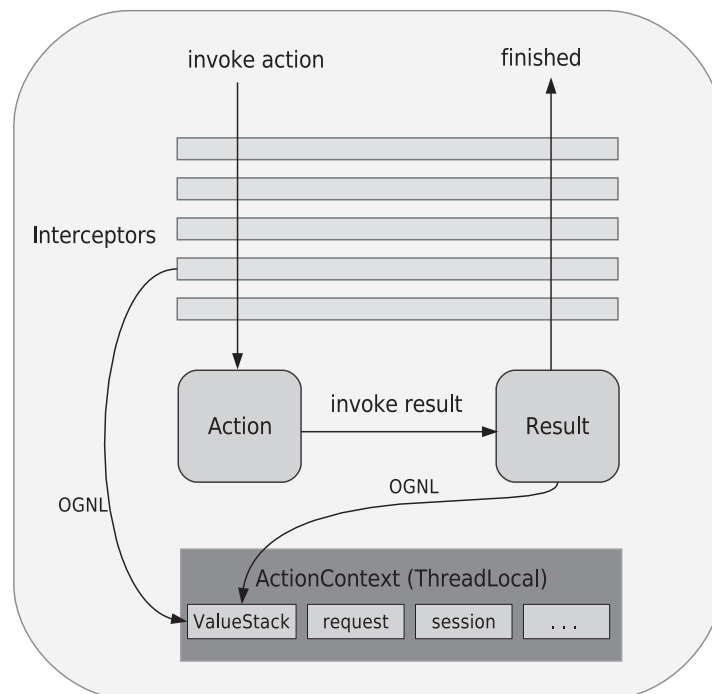 invoke action
finished
Interceptors
Action
invoke result
Result
OGNL
OGNL
ActionContext (ThreadLocal)
ValueStack
request
session
. . .